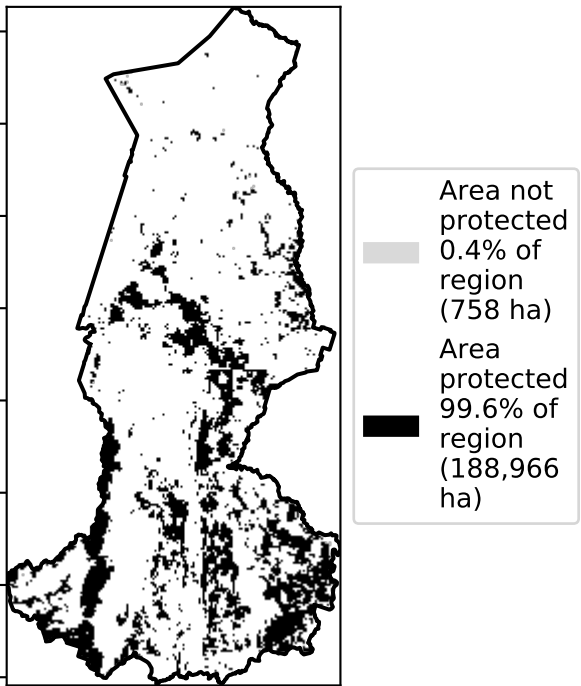 Area not
protected
0.4% of
region
(758 ha)
Area
protected
99.6% of
region
(188,966
ha)